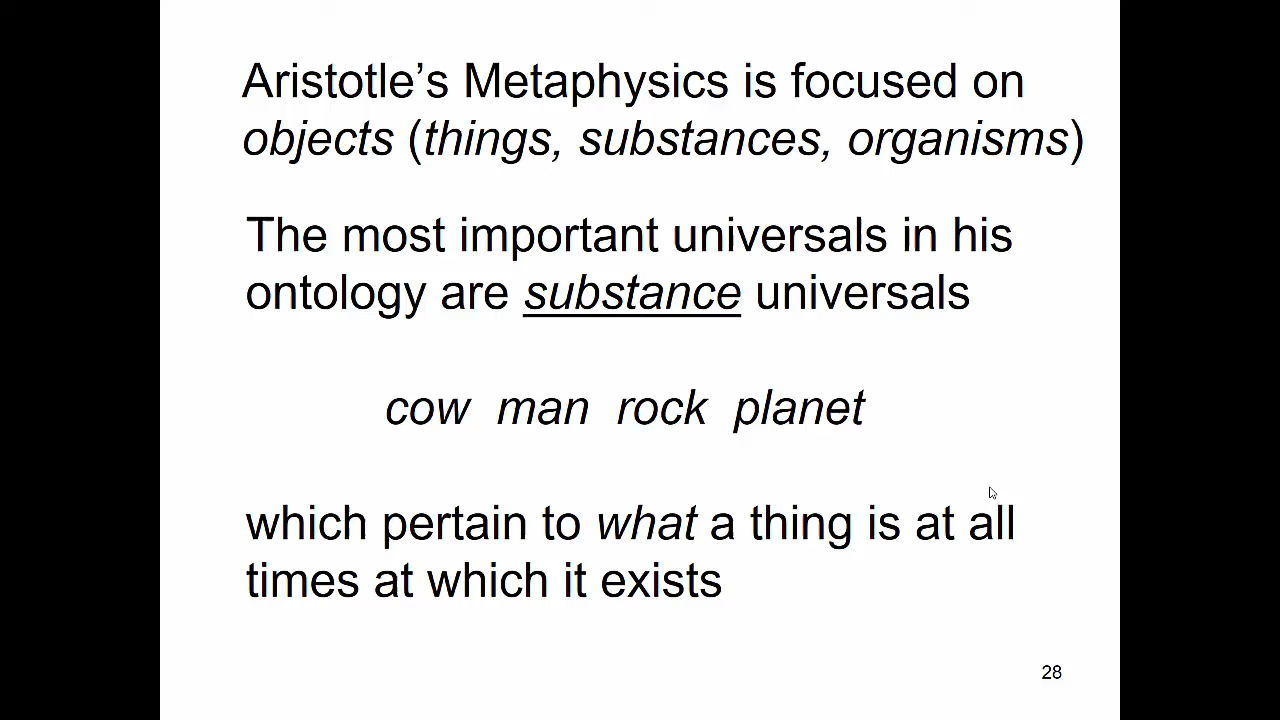 Aristotle’s Metaphysics is focused on
objects (things, substances, organisms)
The most important universals in his
ontology are substance universals
cow man rock planet
which pertain to what a thing is at all
times at which it exists
28